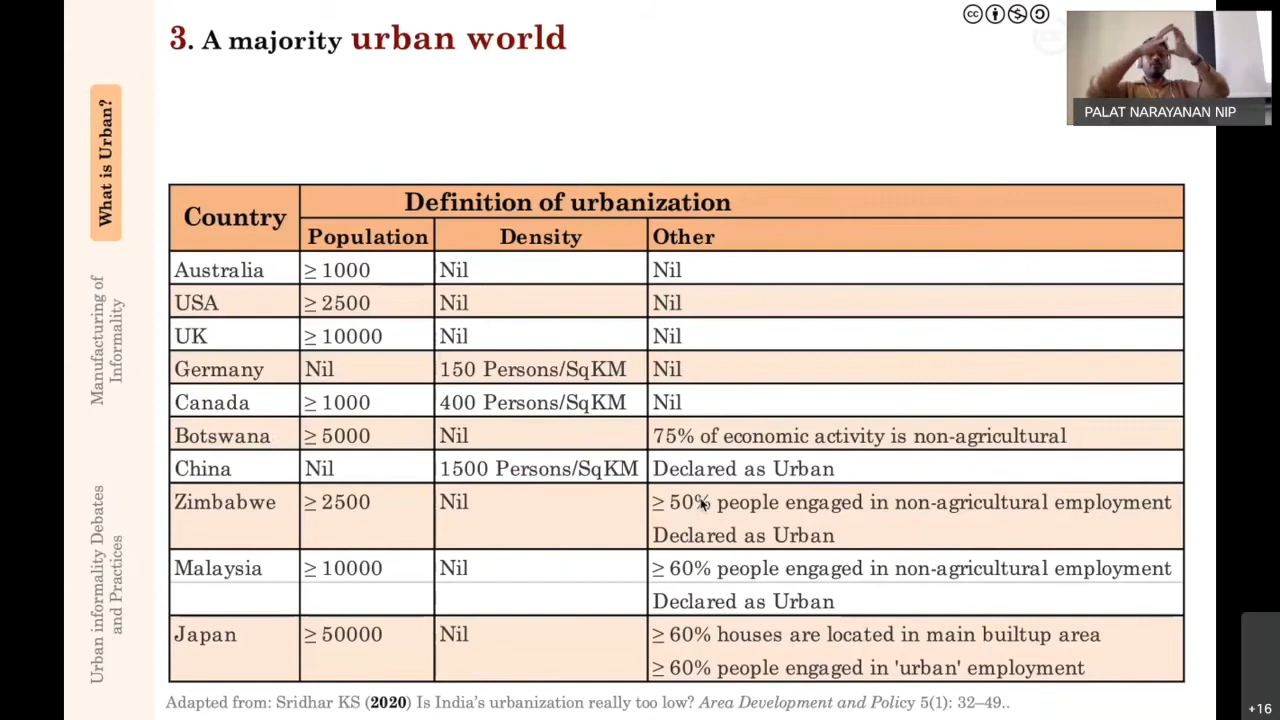 3. A majority urban world
PALAT NARAYANAN NIP
What is Urban?
Manufacturing of
Informality
Urban informality Debates
and Practices
Country Definition of urbanization
Population Density Other
Australia ≥ 1000 Nil Nil
USA ≥ 2500 Nil Nil
UK ≥ 10000 Nil Nil
Germany Nil 150 Persons/SqKM Nil
Canada ≥ 1000 400 Persons/SqKM Nil
Botswana ≥ 5000 Nil 75% of economic activity is non-agricultural
China Nil 1500 Persons/SqKM Declared as Urban
Zimbabwe ≥ 2500 Nil ≥ 50% people engaged in non-agricultural employment
Declared as Urban
Malaysia ≥ 10000 Nil ≥ 60% people engaged in non-agricultural employment
Declared as Urban
Japan ≥ 50000 Nil ≥ 60% houses are located in main builtup area
≥ 60% people engaged in 'urban' employment
Adapted from: Sridhar KS (2020) Is India's urbanization really too low? Area Development and Policy 5(1): 32–49..
+16